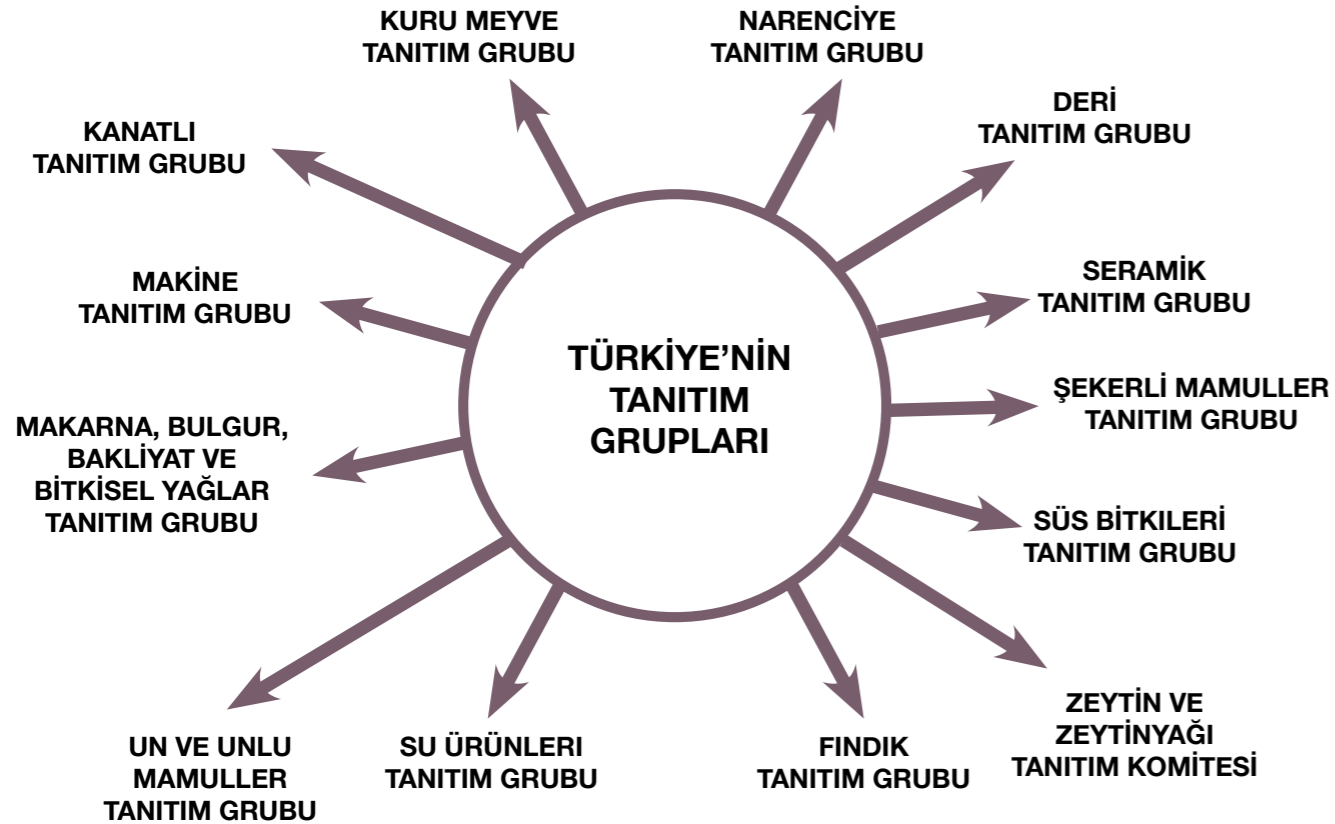 KURU MEYVE
TANITIM GRUBU
NARENCİYE
TANITIM GRUBU
DERİ
TANITIM GRUBU
KANATLI
TANITIM GRUBU
SERAMİK
TANITIM GRUBU
MAKİNE
TANITIM GRUBU
TÜRKİYE’NİN
TANITIM
GRUPLARI
ŞEKERLİ MAMULLER
TANITIM GRUBU
MAKARNA, BULGUR,
BAKLİYAT VE
BİTKİSEL YAĞLAR
TANITIM GRUBU
SÜS BİTKILERİ
TANITIM GRUBU
ZEYTİN VE
ZEYTİNYAĞI
TANITIM KOMİTESİ
UN VE UNLU
MAMULLER
TANITIM GRUBU
SU ÜRÜNLERI
TANITIM GRUBU
FINDIK
TANITIM GRUBU